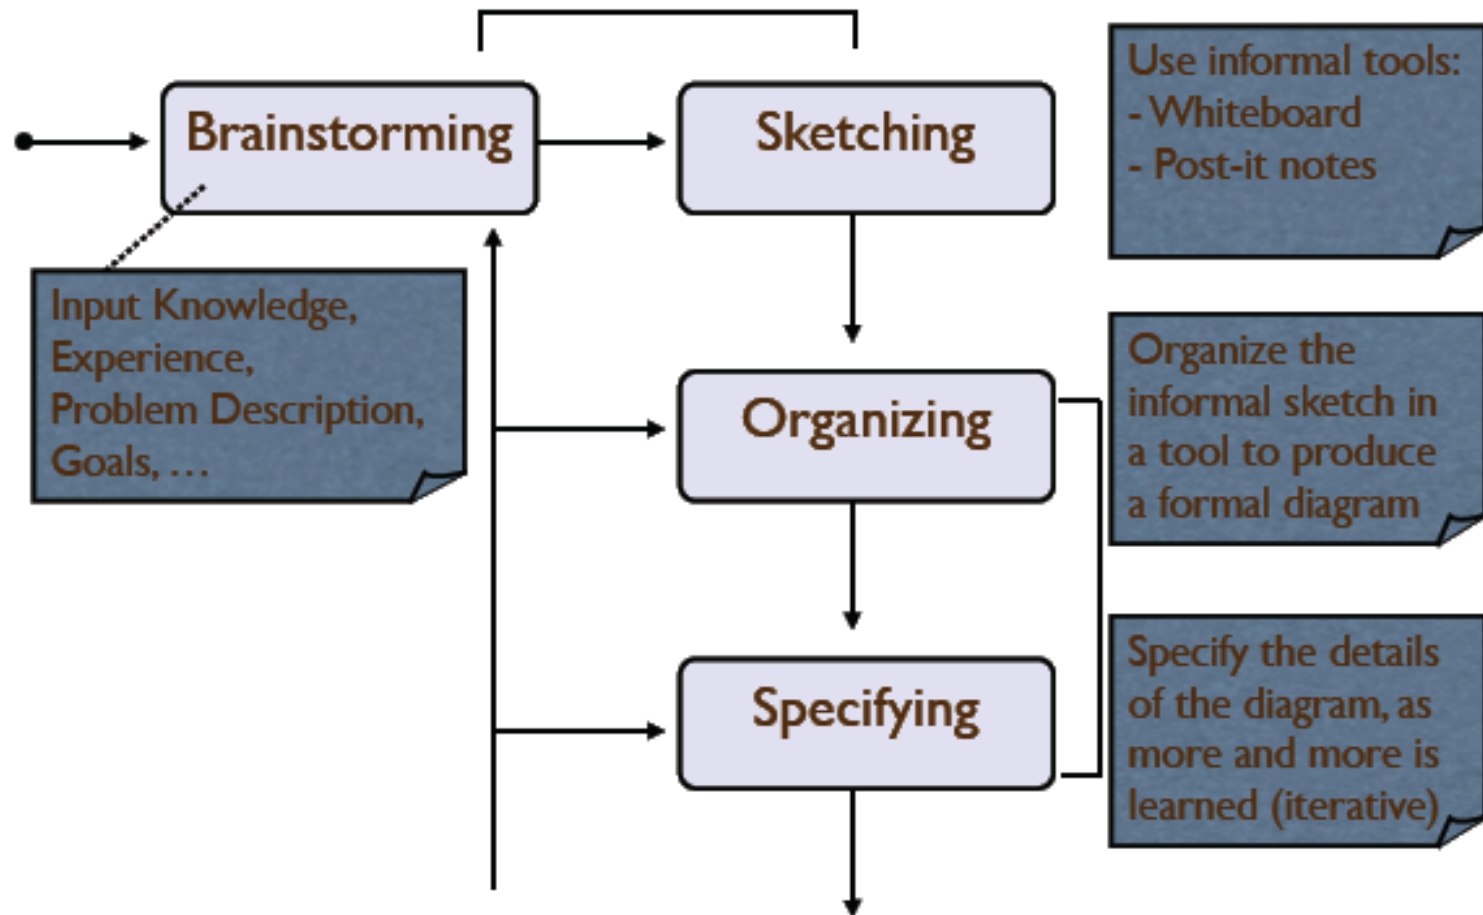 Brainstorming
Sketching
Use informal tools:
- Whiteboard
- Post-it notes
Input Knowledge,
Experience,
Problem Description,
Goals, ...
Organizing
Organize the
informal sketch in
a tool to produce
a formal diagram
Specifying
Specify the details
of the diagram, as
more and more is
learned (iterative)